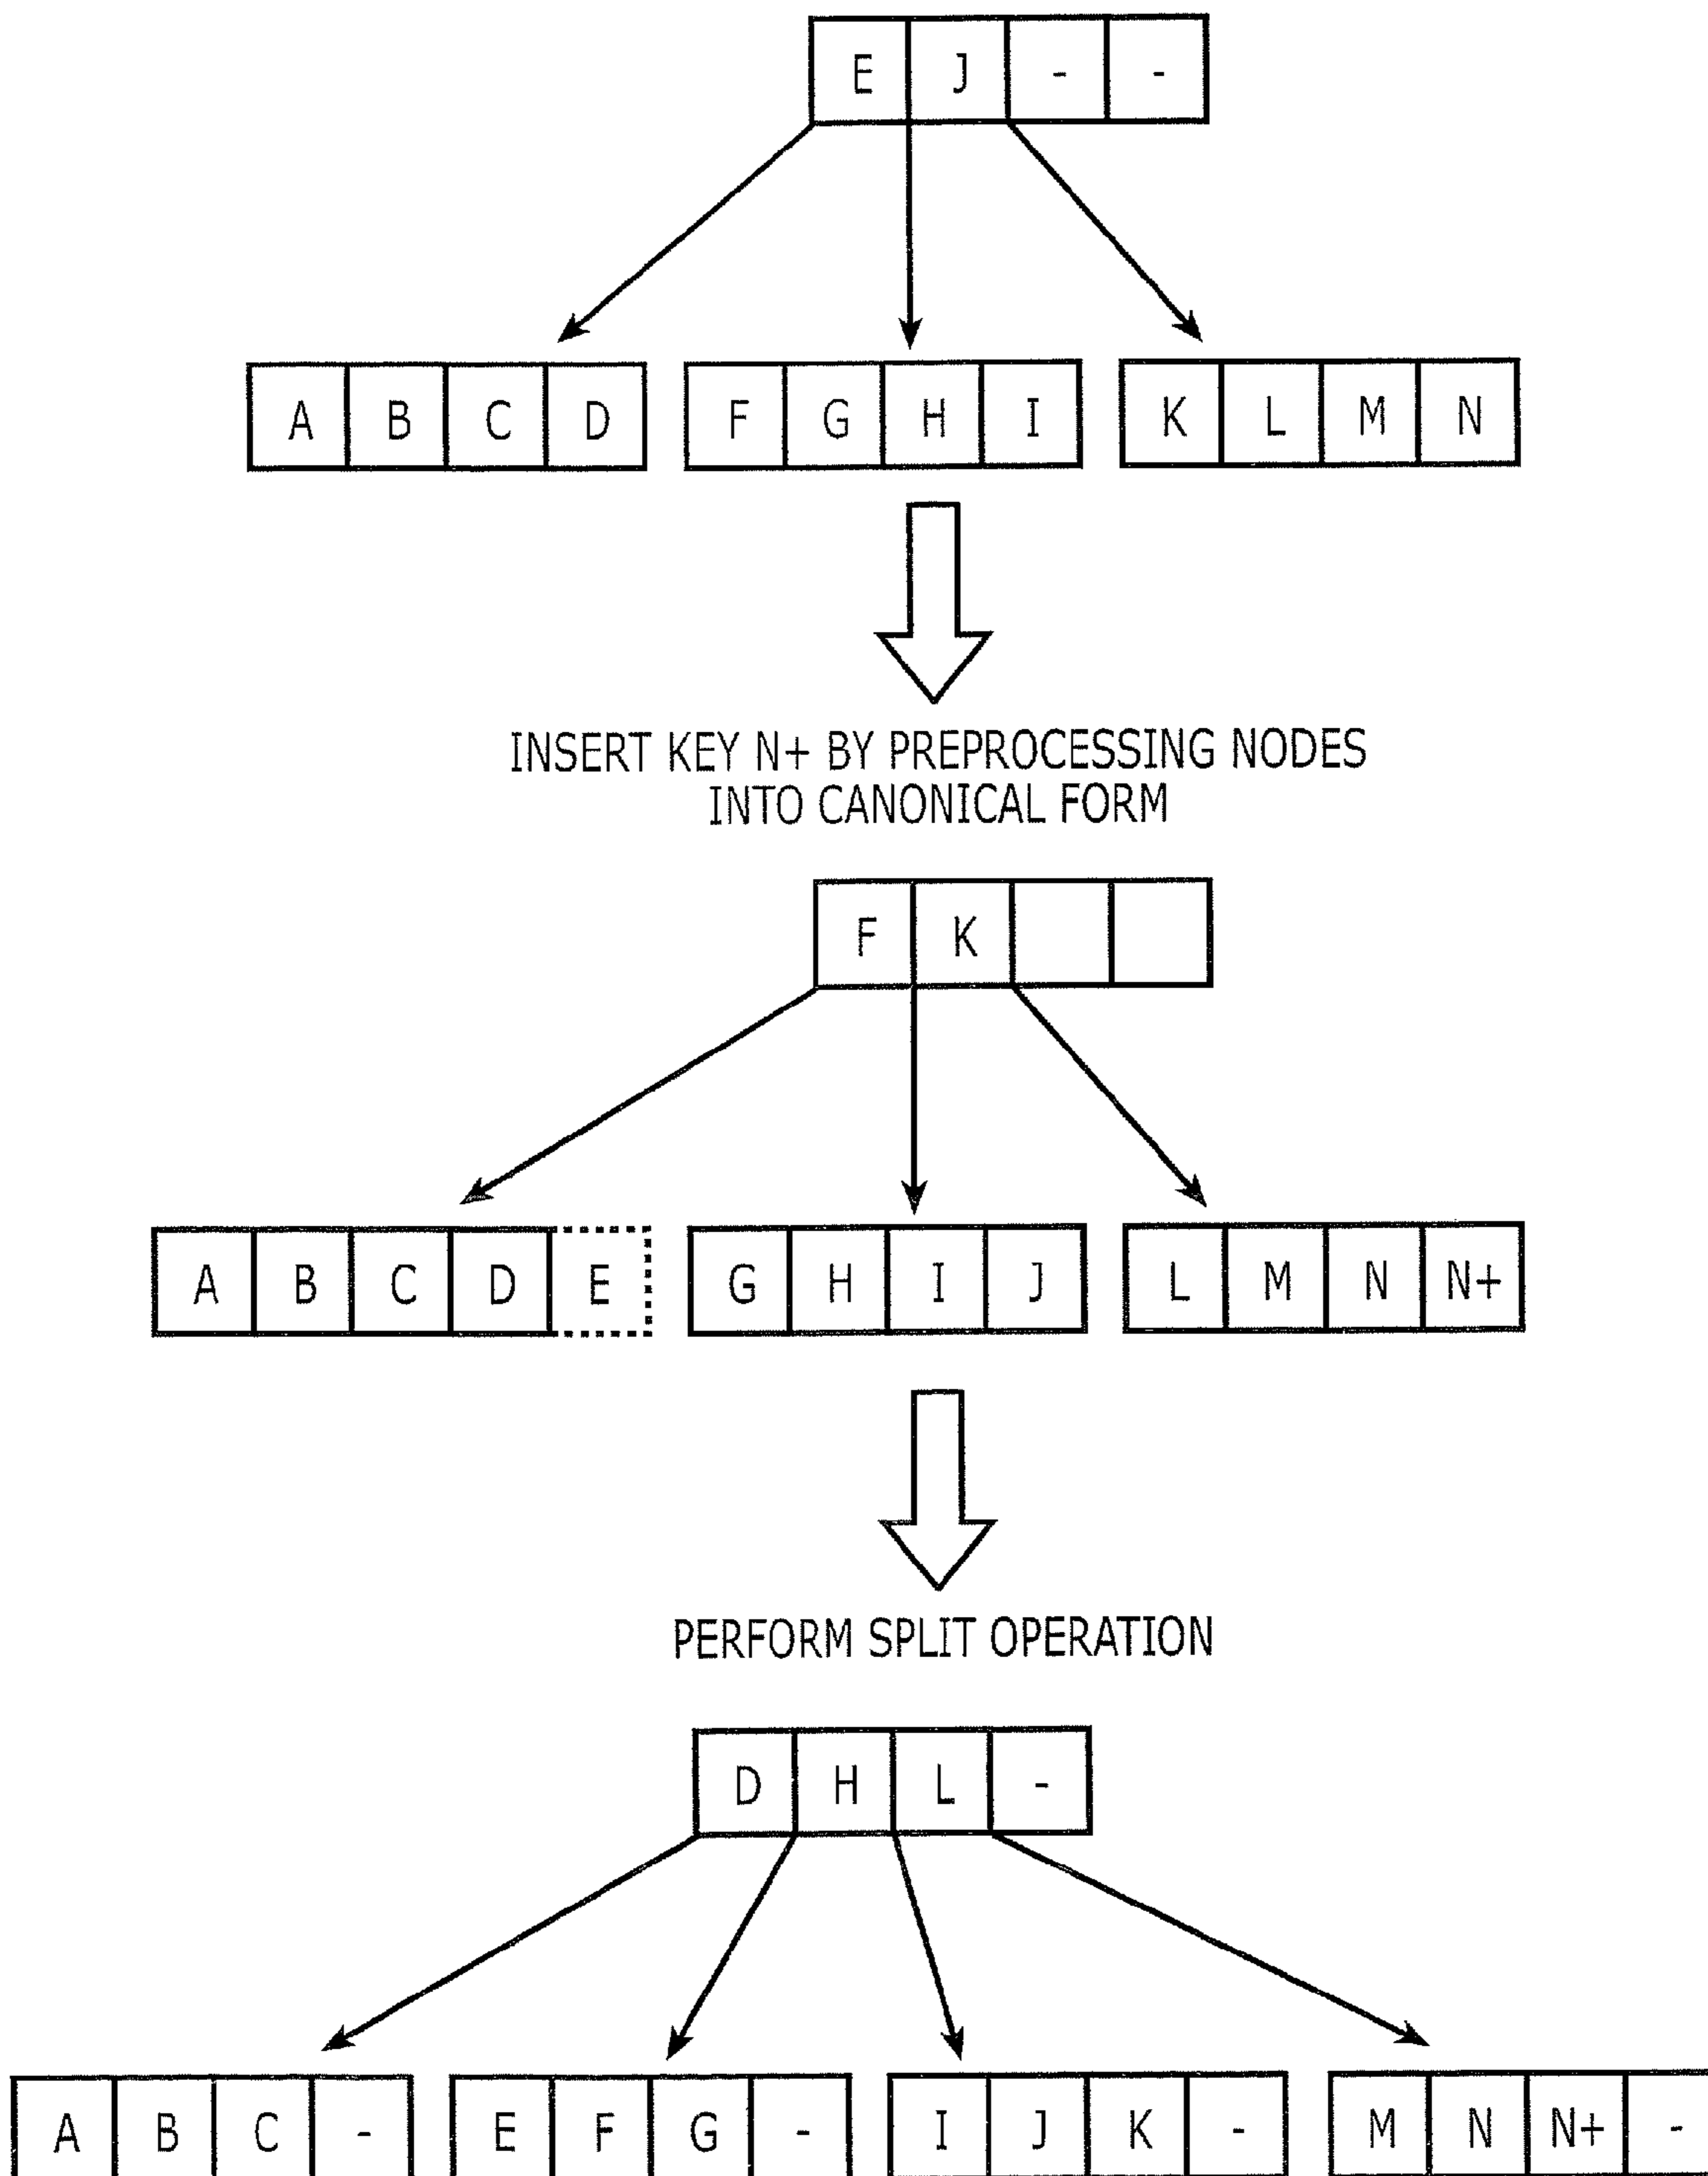 E J - -
A B C D F G H I K L M N
INSERT KEY N+ BY PREPROCESSING NODES
INTO CANONICAL FORM
F K
A B C D E G H I J L M N N+
PERFORM SPLIT OPERATION
D H L -
A B C - E F G - I J K - M N N+ -